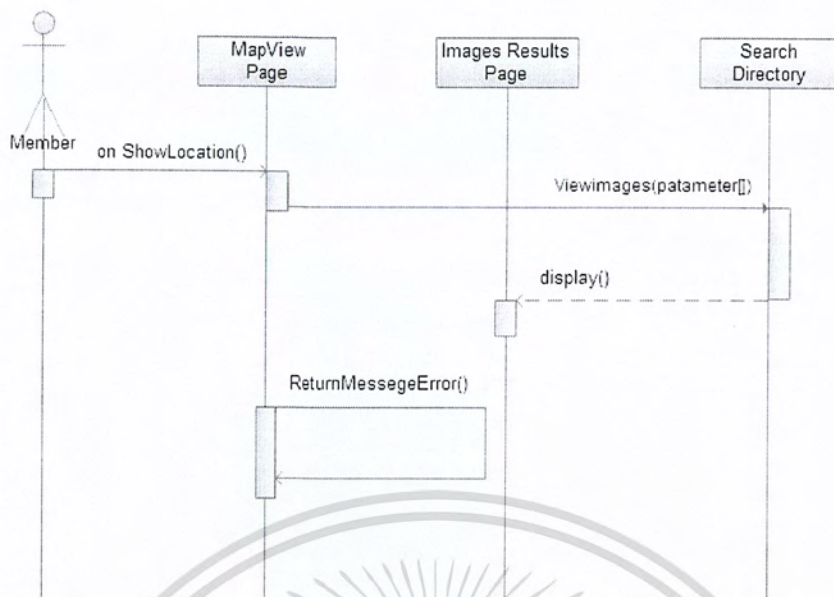 MapView
Page
Images Results
Page
Search
Directory
Member
on ShowLocation()
Viewimages(patameter[])
display()
ReturnMessegeError()